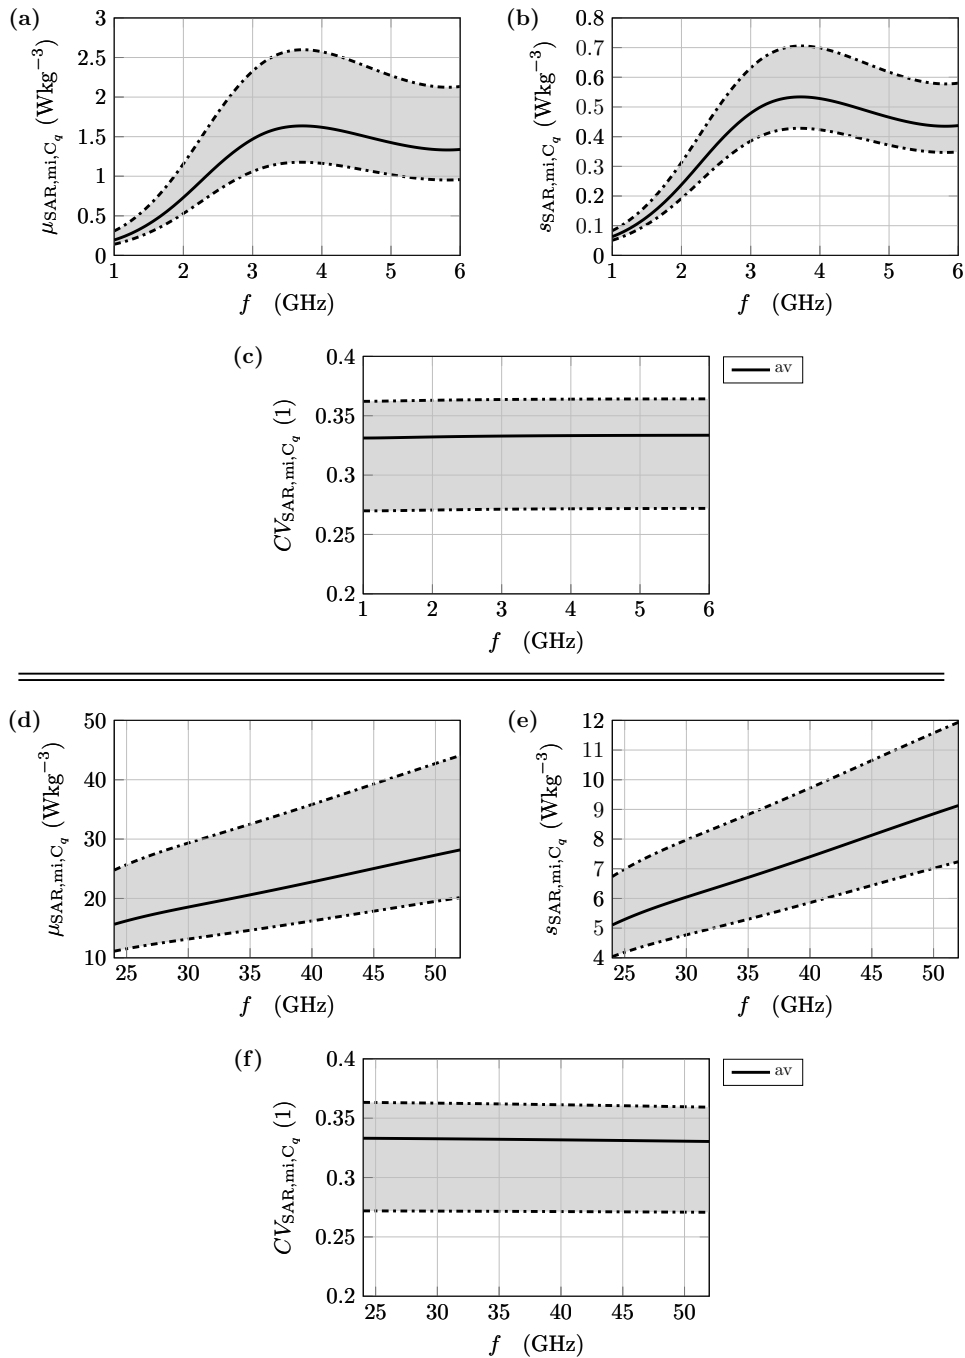 (a)
μSAR,mi,Cq (Wkg−3)
3
2.5
2
1.5
1
0.5
0
1 2 3 4 5 6
f (GHz)
(b)
sSAR,mi,Cq (Wkg−3)
0.8
0.7
0.6
0.5
0.4
0.3
0.2
0.1
0
1 2 3 4 5 6
f (GHz)
(c)
CVSAR,mi,Cq (1)
0.4
0.35
0.3
0.25
0.2
1 2 3 4 5 6
f (GHz)
av
(d)
μSAR,mi,Cq (Wkg−3)
50
40
30
20
10
25 30 35 40 45 50
f (GHz)
(e)
sSAR,mi,Cq (Wkg−3)
12
11
10
9
8
7
6
5
4
25 30 35 40 45 50
f (GHz)
(f)
CVSAR,mi,Cq (1)
0.4
0.35
0.3
0.25
0.2
25 30 35 40 45 50
f (GHz)
av